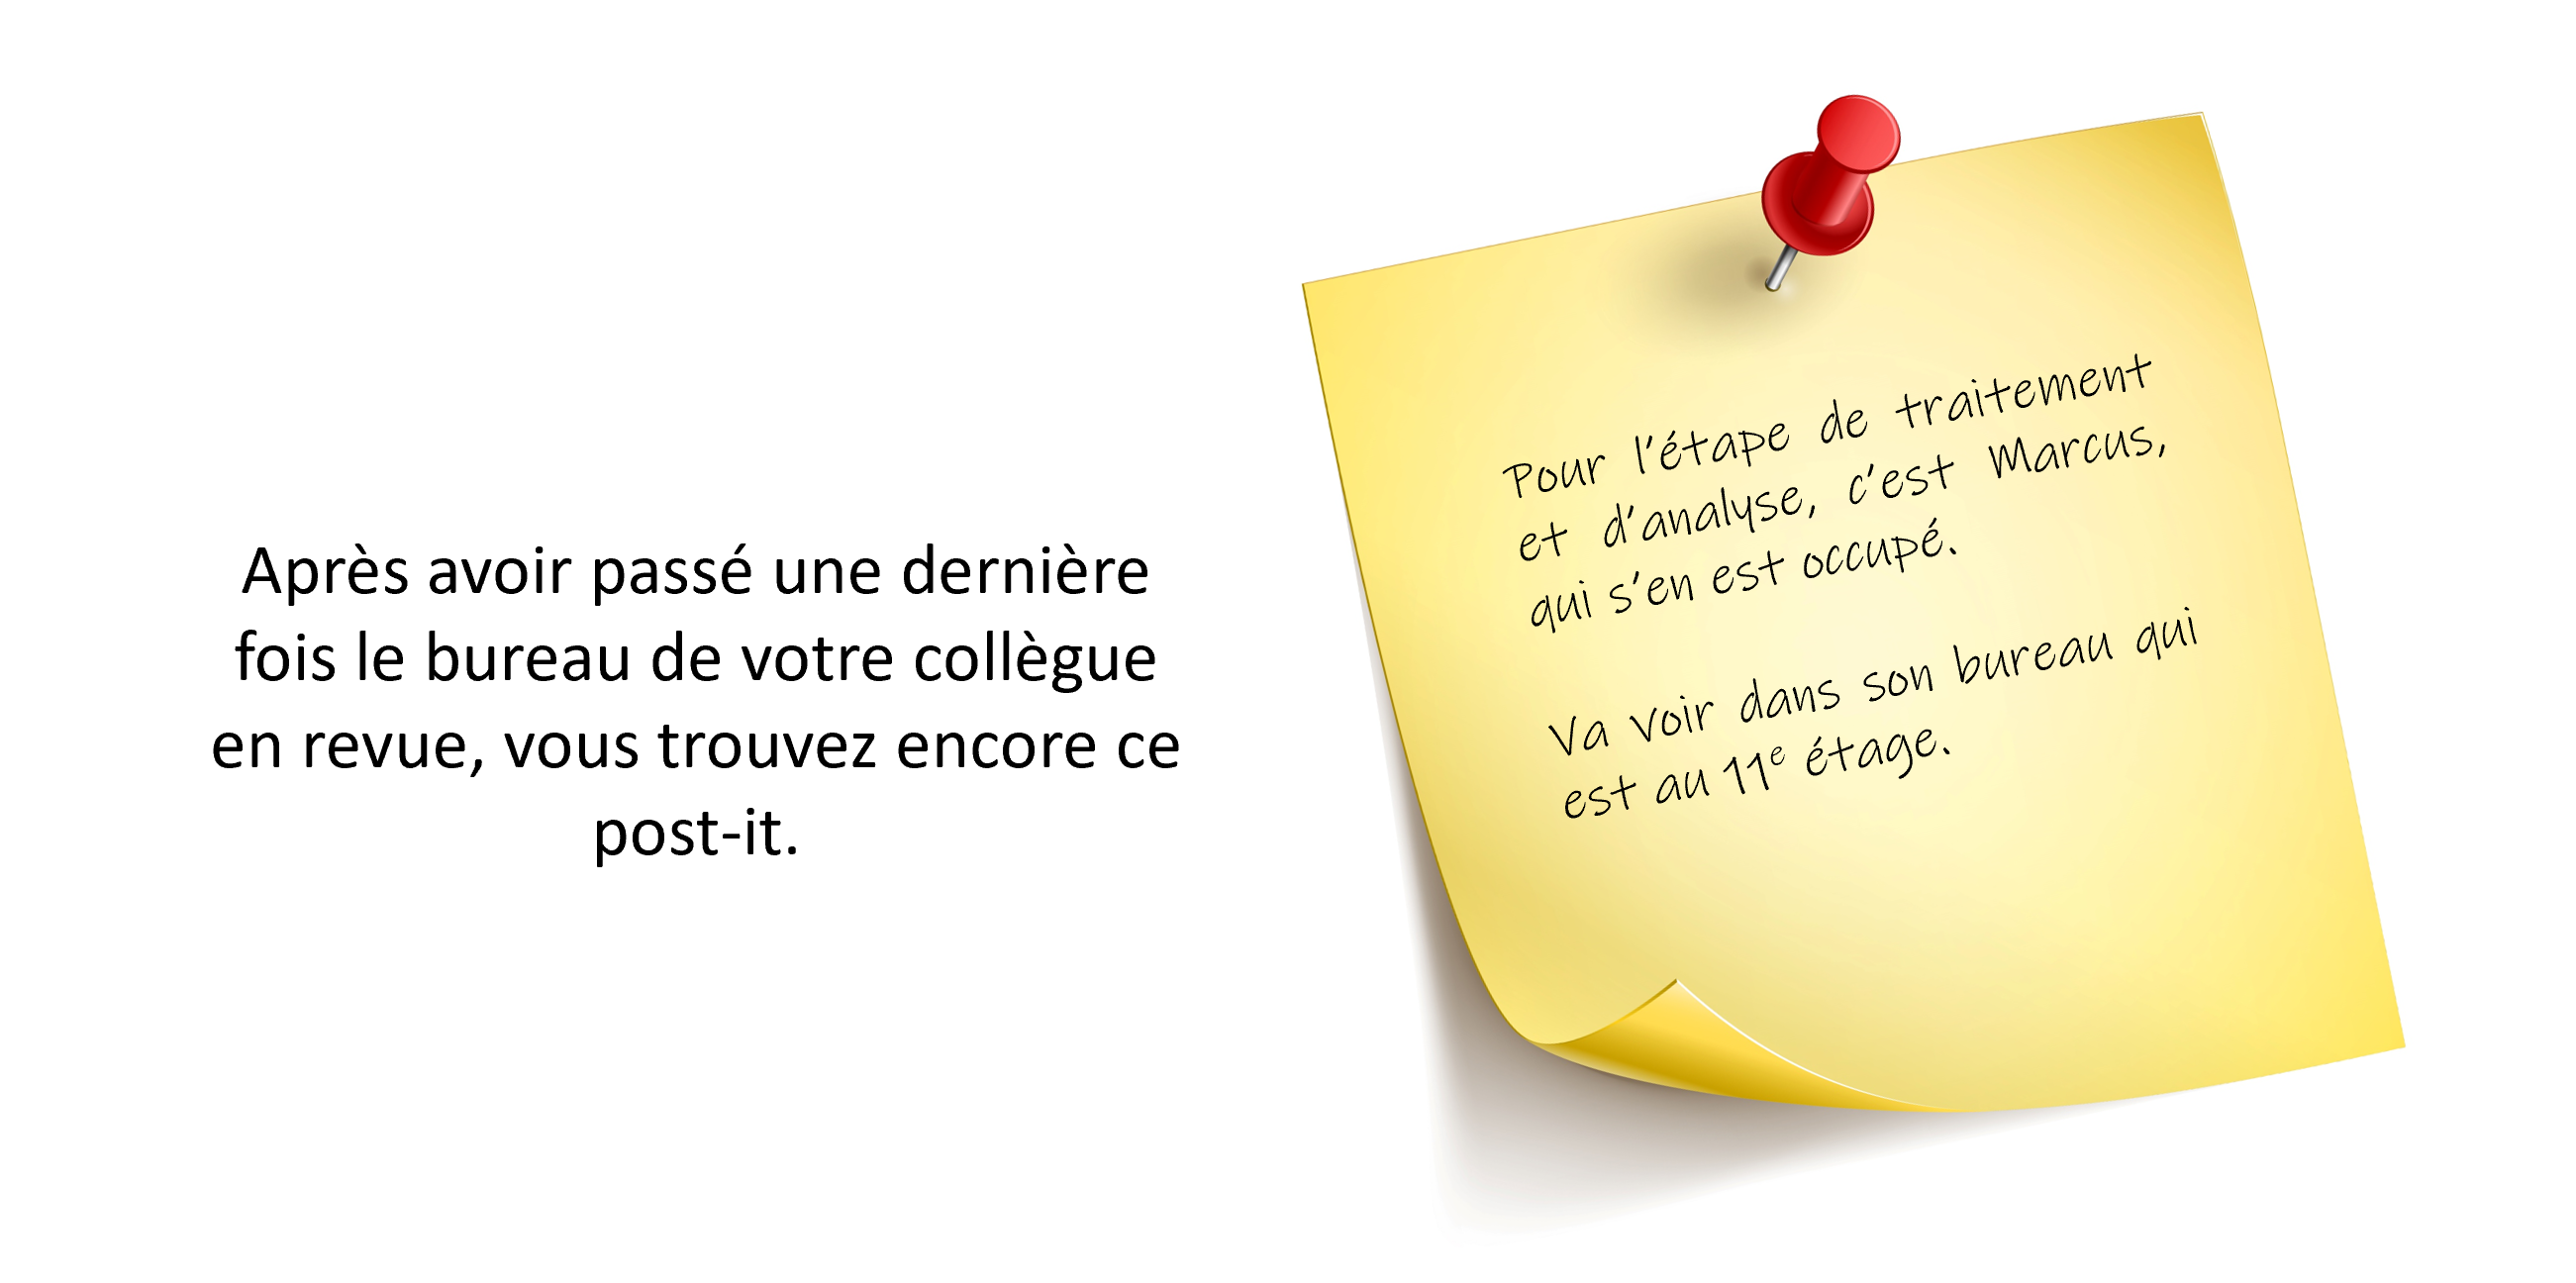 Après avoir passé une dernière
fois le bureau de votre collègue
en revue, vous trouvez encore ce
post-it.
Pour l'étape de traitement
et d'analyse, c'est Marcus,
qui s'en est occupé.
Va voir dans son bureau qui
est au 11e étage.